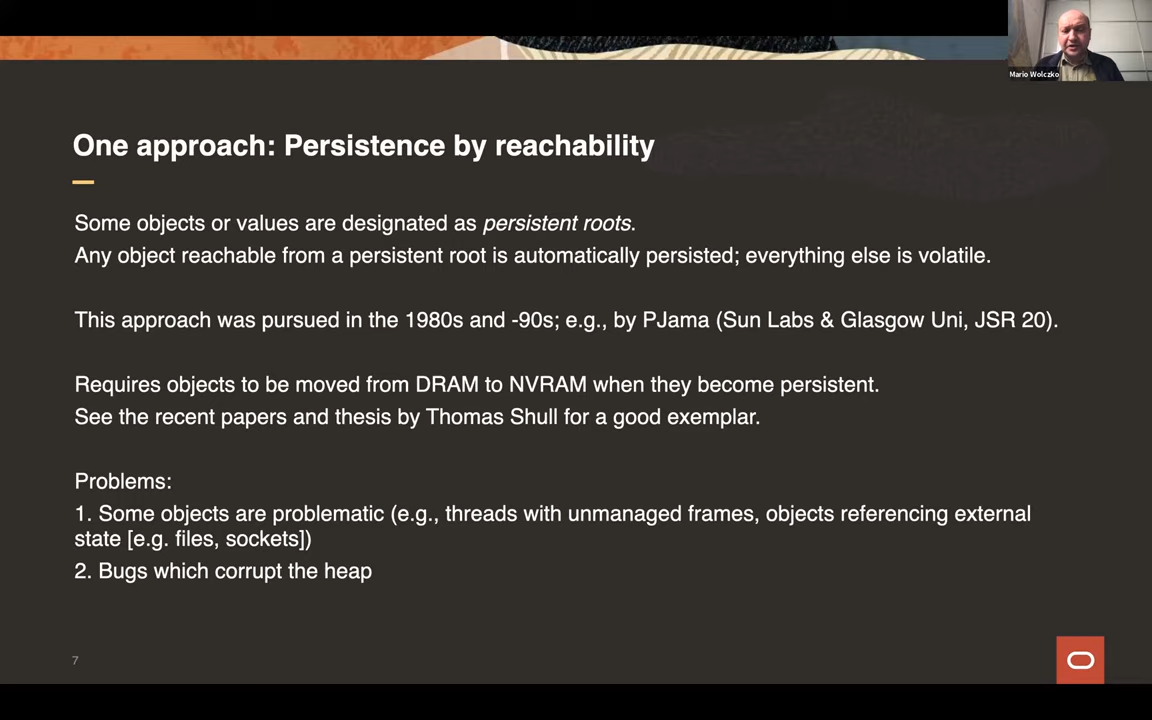 Mario Wolczko
One approach: Persistence by reachability
Some objects or values are designated as persistent roots.
Any object reachable from a persistent root is automatically persisted; everything else is volatile.
This approach was pursued in the 1980s and -90s; e.g., by PJama (Sun Labs & Glasgow Uni, JSR 20).
Requires objects to be moved from DRAM to NVRAM when they become persistent.
See the recent papers and thesis by Thomas Shull for a good exemplar.
Problems:
1. Some objects are problematic (e.g., threads with unmanaged frames, objects referencing external
state [e.g. files, sockets])
2. Bugs which corrupt the heap
7